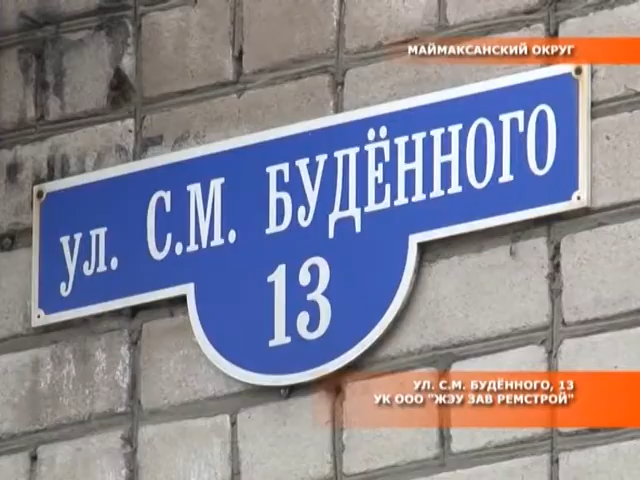 МАЙМАКСАНСКИЙ ОКРУГ
ул. С.М. БУДЁННОГО
13
УЛ. С.М. БУДЁННОГО, 13
УК ООО "ЖЭУ ЗАВ РЕМСТРОЙ"